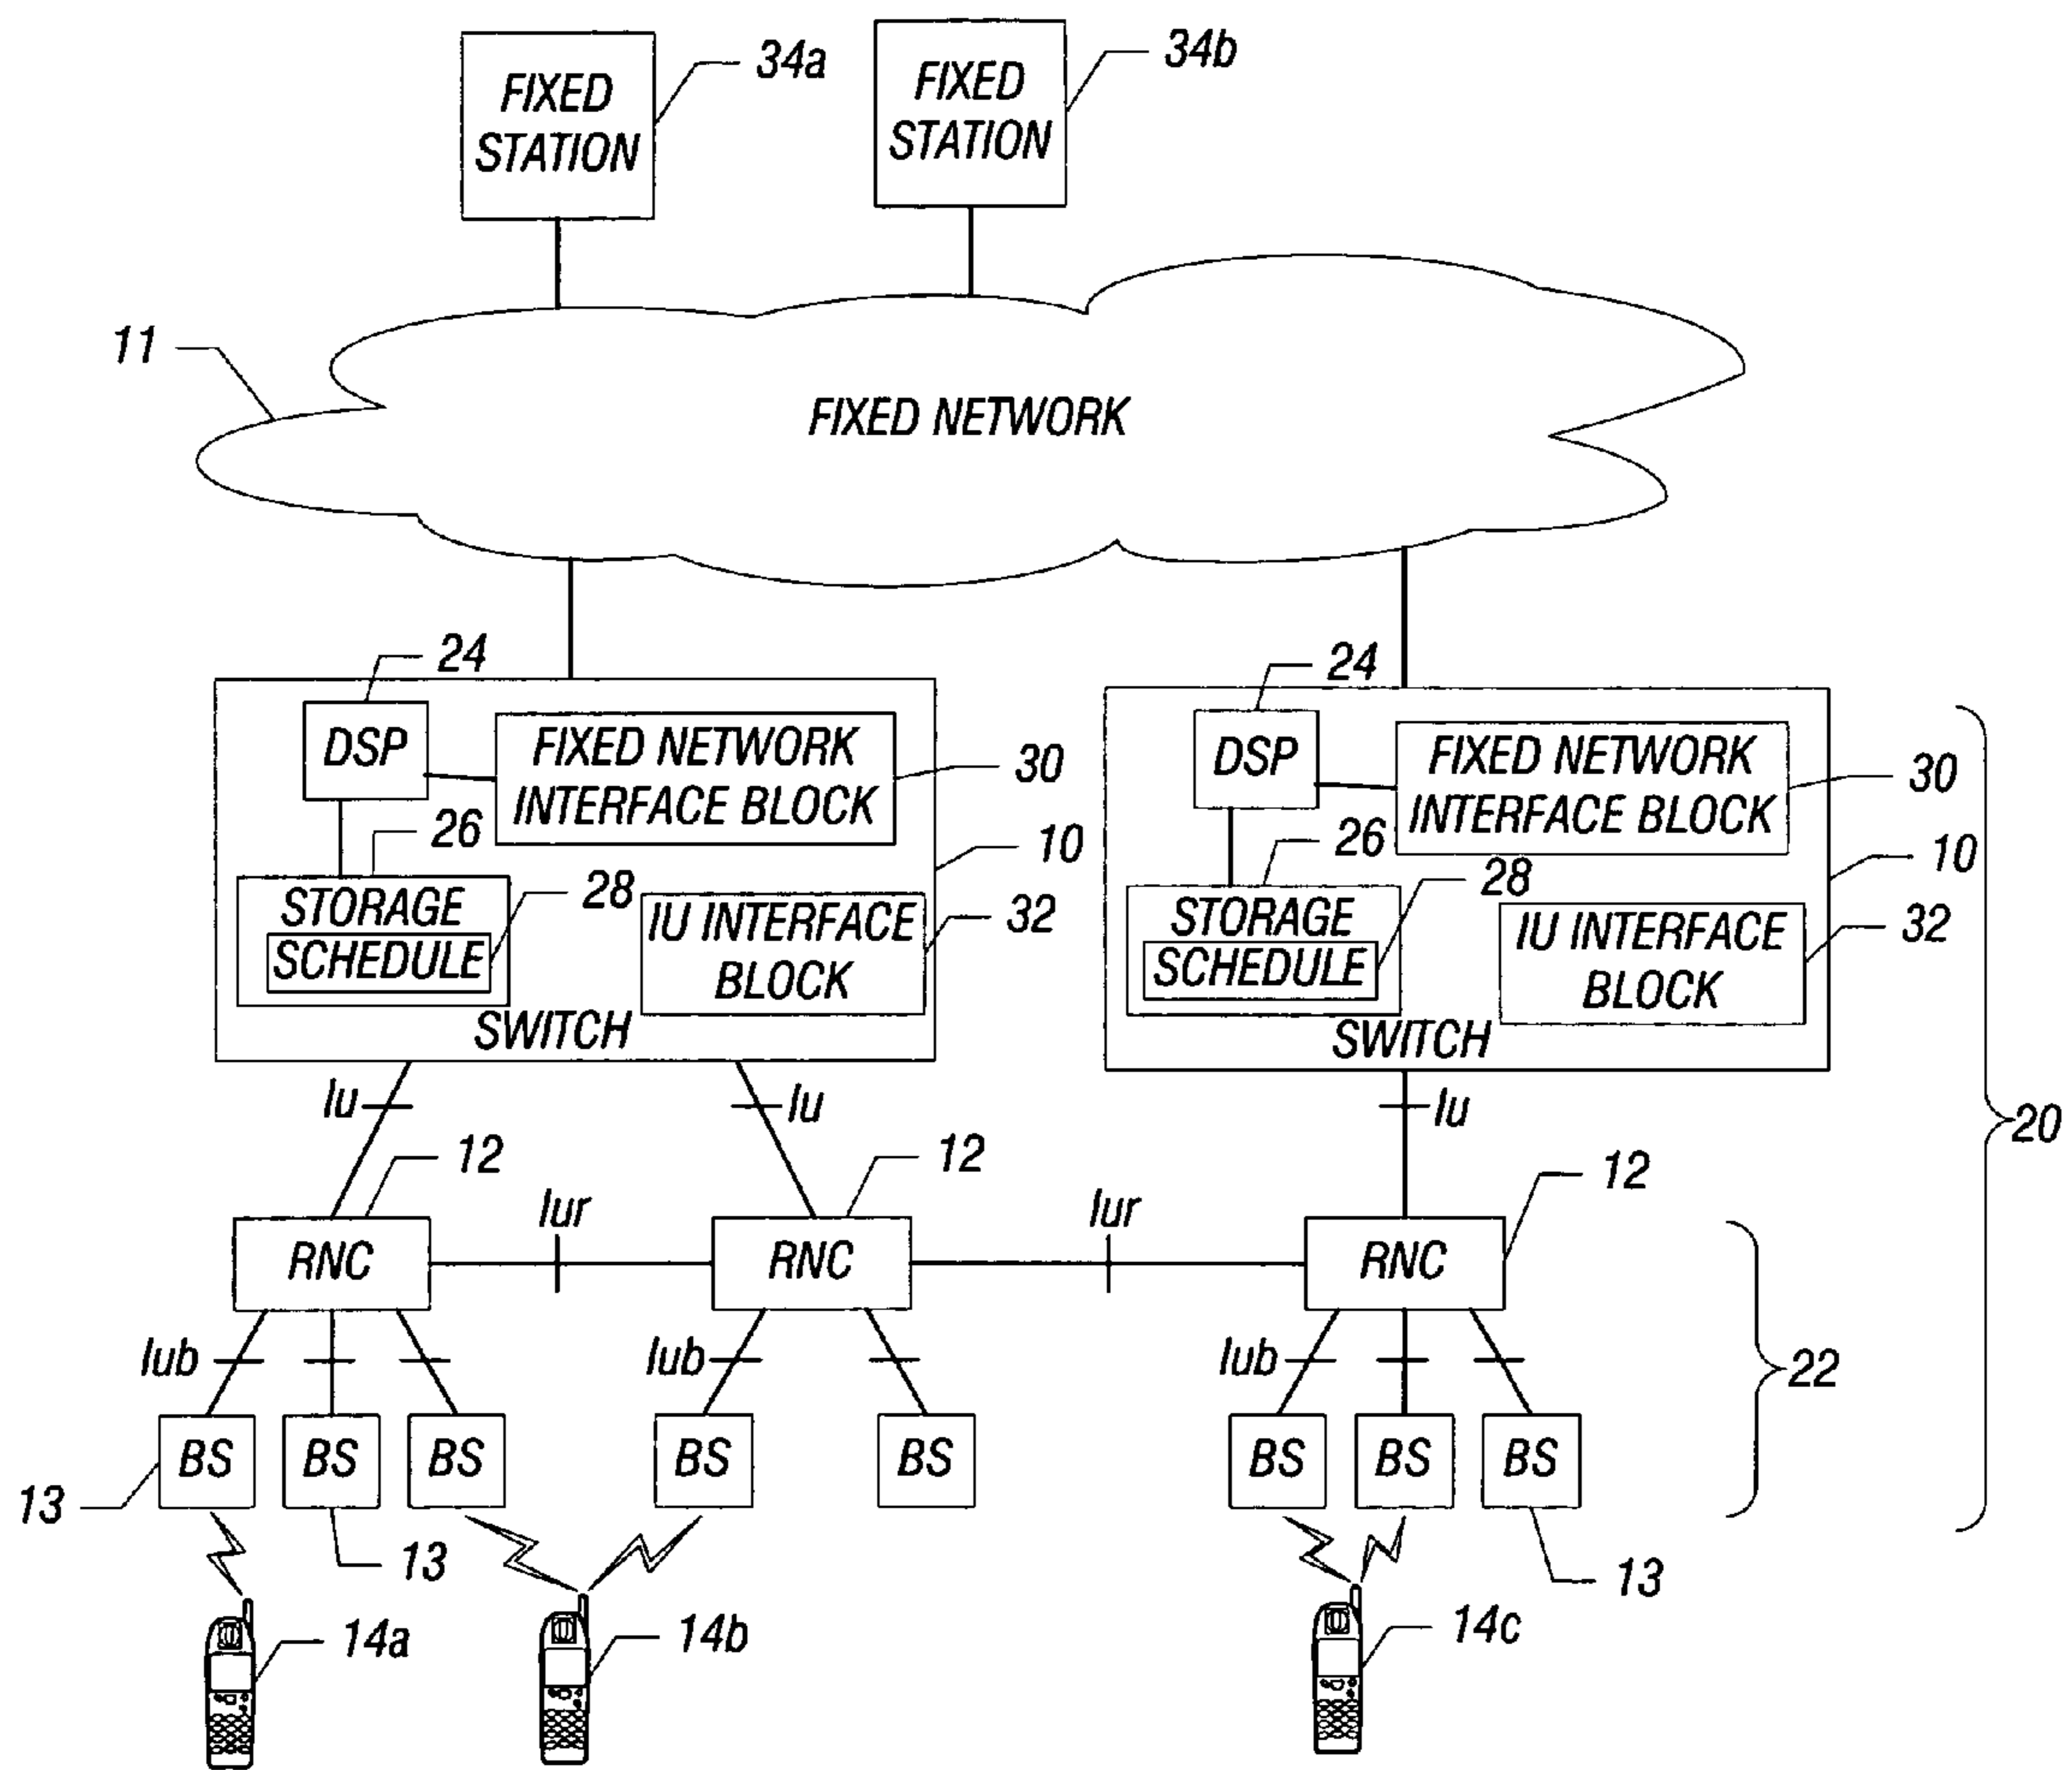 FIXED
STATION
34a
FIXED
STATION
34b
11
FIXED NETWORK
24
DSP
FIXED NETWORK
INTERFACE BLOCK
30
26
10
STORAGE
SCHEDULE
28
IU INTERFACE
BLOCK
32
SWITCH
24
DSP
FIXED NETWORK
INTERFACE BLOCK
30
26
10
STORAGE
SCHEDULE
28
IU INTERFACE
BLOCK
32
SWITCH
20
Iu
Iu
Iu
12
12
12
RNC
Iur
RNC
Iur
RNC
22
Iub
Iub
Iub
BS
BS
BS
BS
BS
BS
BS
BS
13
13
13
14a
14b
14c